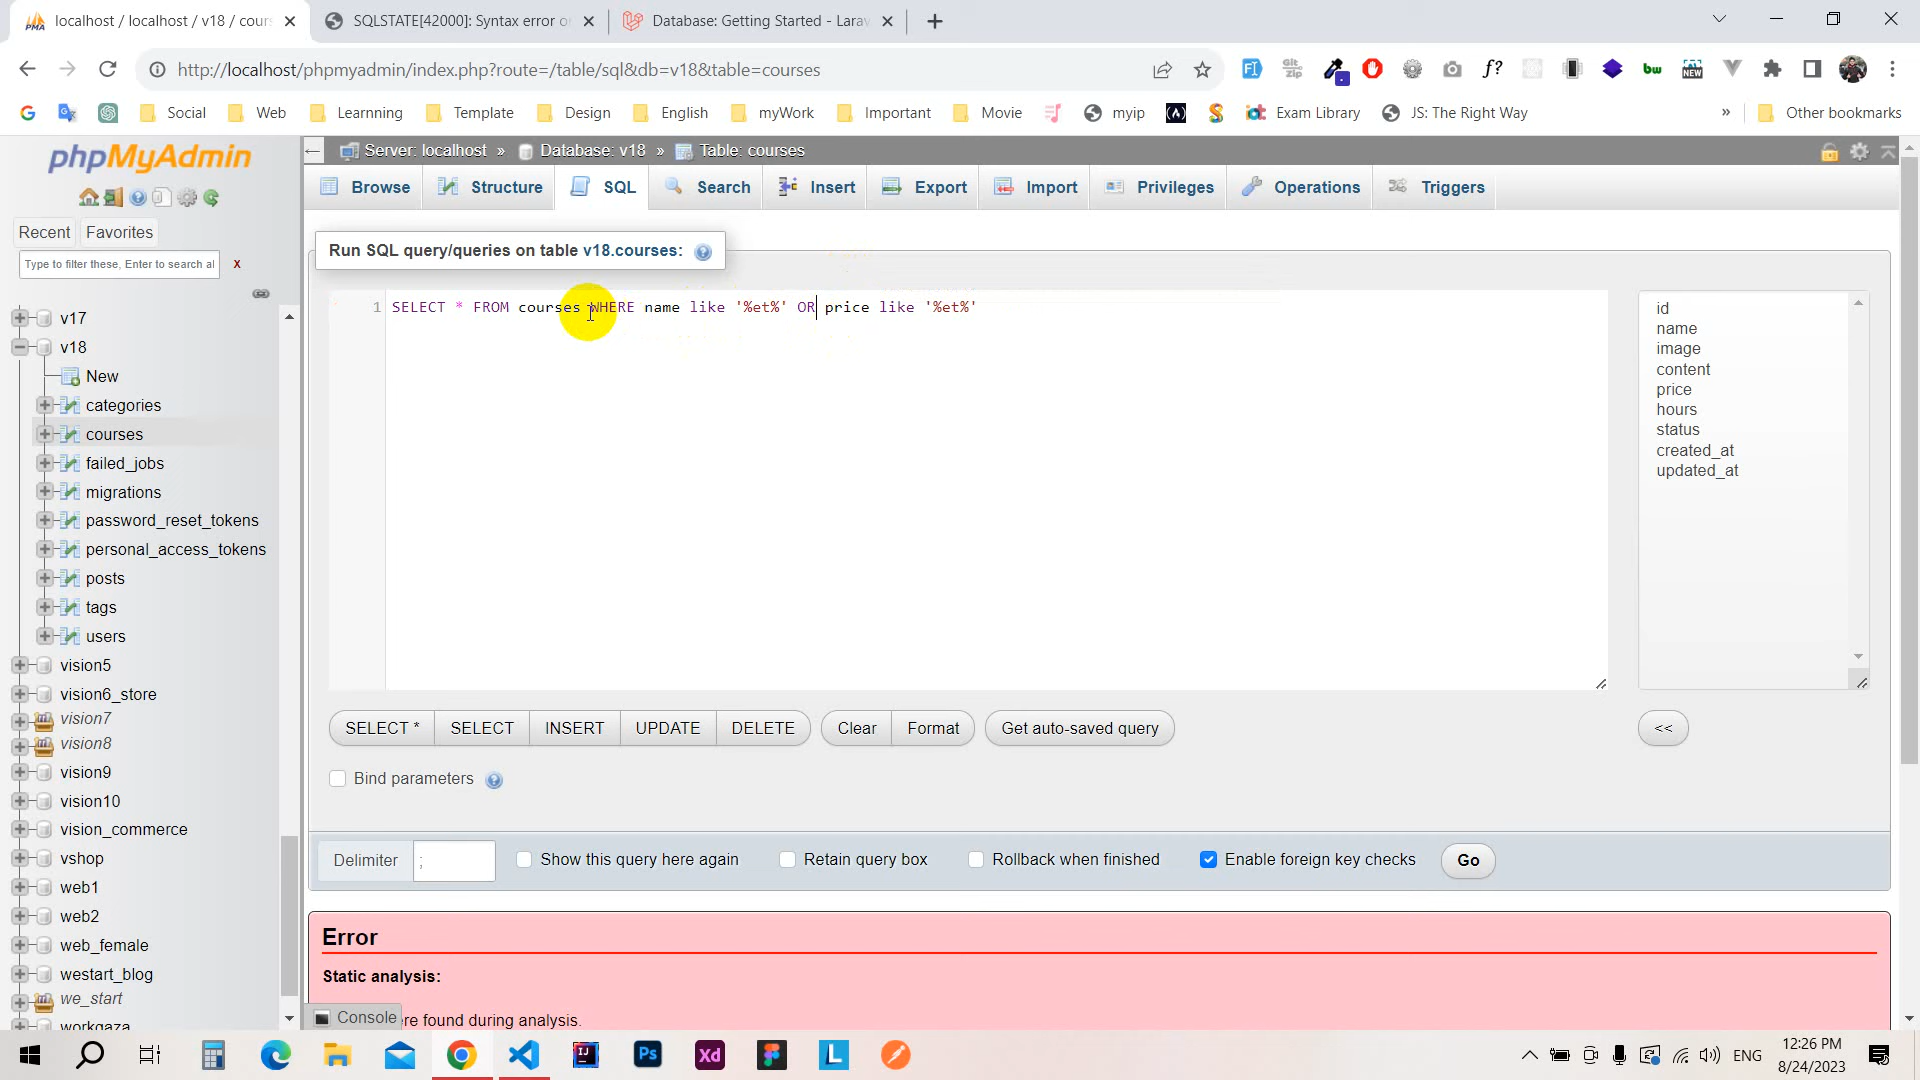 localhost / localhost / v18 / cour
SQLSTATE[42000]: Syntax error o
Database: Getting Started - Larav
http://localhost/phpmyadmin/index.php?route=/table/sql&db=v18&table=courses
Social
Web
Learnning
Template
Design
English
myWork
Important
Movie
myip
Exam Library
JS: The Right Way
»
Other bookmarks
phpMyAdmin
Recent
Favorites
Type to filter these, Enter to search al
X
v17
v18
New
categories
courses
failed_jobs
migrations
password_reset_tokens
personal_access_tokens
posts
tags
users
vision5
vision6_store
vision7
vision8
vision9
vision10
vision_commerce
vshop
web1
web2
web_female
westart_blog
we_start
workgaza
Server: localhost » Database: v18 » Table: courses
Browse
Structure
SQL
Search
Insert
Export
Import
Privileges
Operations
Triggers
Run SQL query/queries on table v18.courses:
1 SELECT * FROM courses WHERE name like '%et%' OR price like '%et%'
id
name
image
content
price
hours
status
created_at
updated_at
SELECT *
SELECT
INSERT
UPDATE
DELETE
Clear
Format
Get auto-saved query
<<
Bind parameters
Delimiter
;
Show this query here again
Retain query box
Rollback when finished
Enable foreign key checks
Go
Error
Static analysis:
Console
re found during analysis.
ENG
12:26 PM
8/24/2023